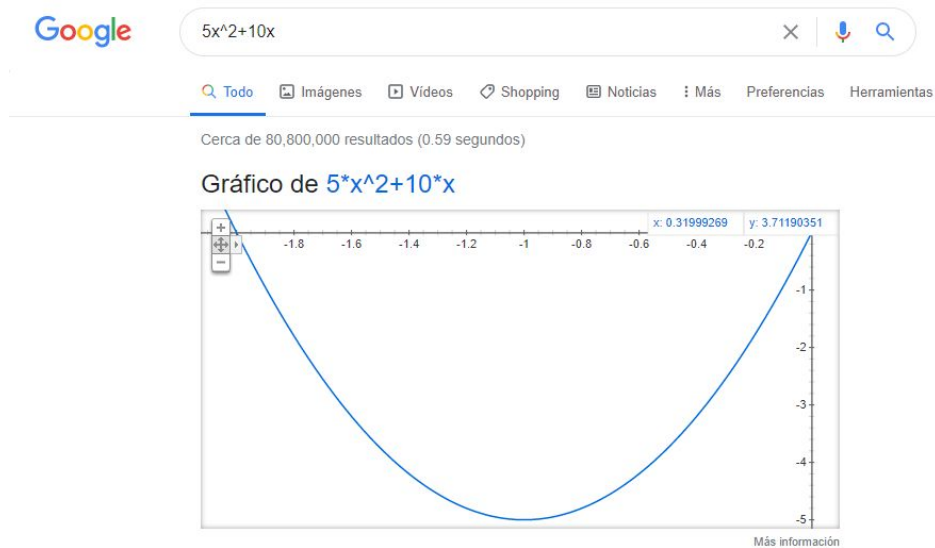 Google
5x^2+10x
Todo Imágenes Vídeos Shopping Noticias Más Preferencias Herramientas
Cerca de 80,800,000 resultados (0.59 segundos)
Gráfico de 5*x^2+10*x
x: 0.31999269 y: 3.71190351
-1.8 -1.6 -1.4 -1.2 -1 -0.8 -0.6 -0.4 -0.2
-1
-2
-3
-4
-5
Más información